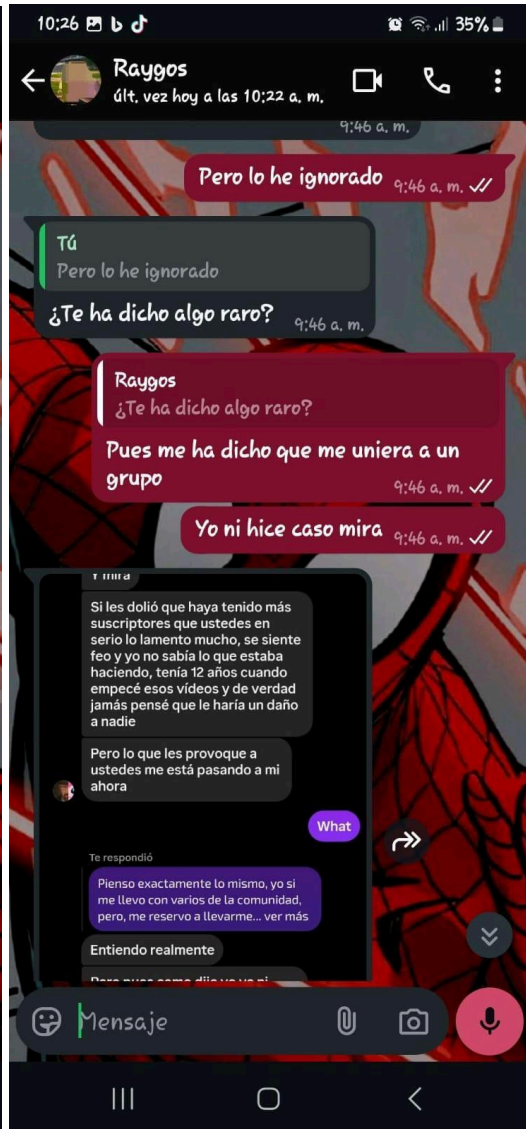 10:26
35%
Raygos
últ. vez hoy a las 10:22 a. m.
9:46 a. m.
Pero lo he ignorado 9:46 a. m.
Tú
Pero lo he ignorado
¿Te ha dicho algo raro? 9:46 a. m.
Raygos
¿Te ha dicho algo raro?
Pues me ha dicho que me uniera a un
grupo 9:46 a. m.
Yo ni hice caso mira 9:46 a. m.
Y mira
Si les dolió que haya tenido más
suscriptores que ustedes en
serio lo lamento mucho, se siente
feo y yo no sabía lo que estaba
haciendo, tenía 12 años cuando
empecé esos vídeos y de verdad
jamás pensé que le haría un daño
a nadie
Pero lo que les provoque a
ustedes me está pasando a mi
ahora
What
Te respondió
Pienso exactamente lo mismo, yo si
me llevo con varios de la comunidad,
pero, me reservo a llevarme... ver más
Entiendo realmente
Mensaje